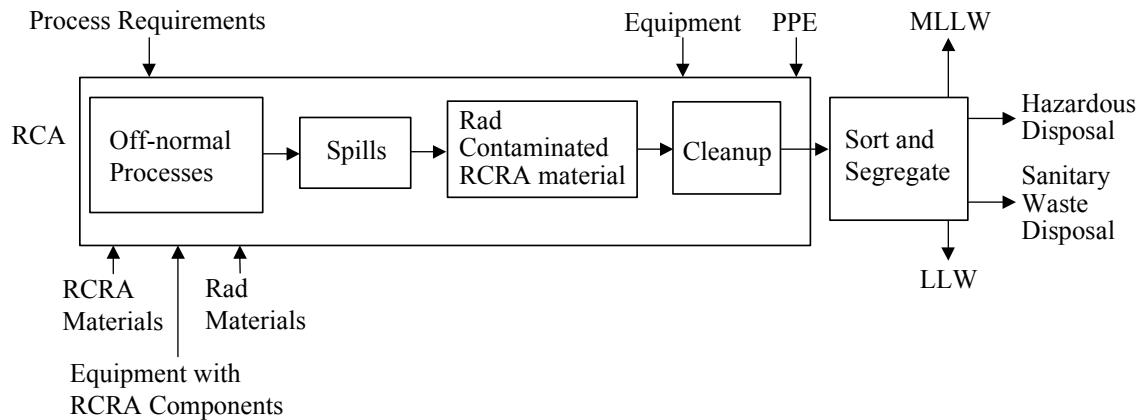 Process Requirements
Equipment
PPE
MLLW
RCA
Off-normal
Processes
Spills
Rad
Contaminated
RCRA material
Cleanup
Sort and
Segregate
Hazardous
Disposal
Sanitary
Waste
Disposal
LLW
RCRA
Materials
Rad
Materials
Equipment with
RCRA Components